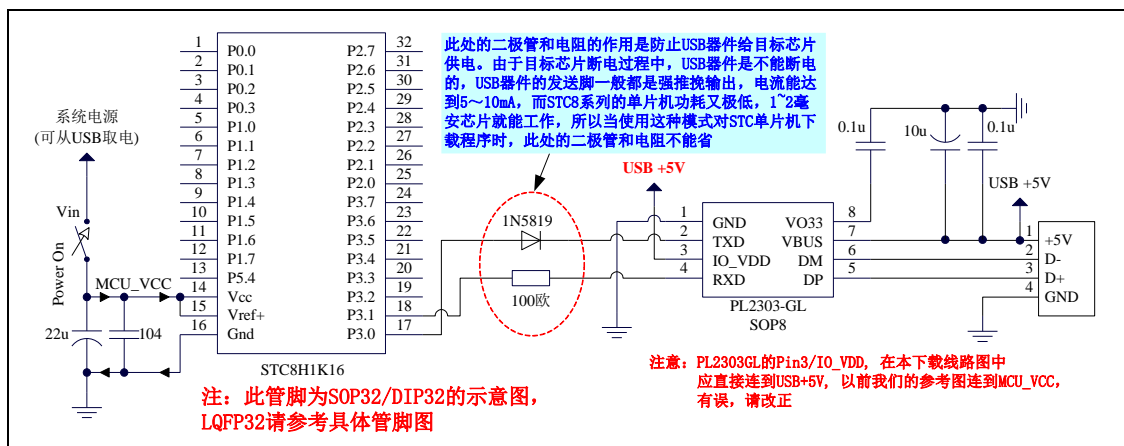 此处的二极管和电阻的作用是防止USB器件给目标芯片
供电。由于目标芯片断电过程中，USB器件是不能断电
的，USB器件的发送脚一般都是强推挽输出，电流能达
到5～10mA，而STC8系列的单片机功耗又极低，1~2毫
安芯片就能工作，所以当使用这种模式对STC单片机下
载程序时，此处的二极管和电阻不能省
系统电源
(可从USB取电)
Vin
Power On
MCU_VCC
22u
104
1 P0.0
2 P0.1
3 P0.2
4 P0.3
5 P1.0
6 P1.1
7 P1.2
8 P1.3
9 P1.4
10 P1.5
11 P1.6
12 P1.7
13 P5.4
14 Vcc
15 Vref+
16 Gnd
P2.7 32
P2.6 31
P2.5 30
P2.4 29
P2.3 28
P2.2 27
P2.1 26
P2.0 25
P3.7 24
P3.6 23
P3.5 22
P3.4 21
P3.3 20
P3.2 19
P3.1 18
P3.0 17
STC8H1K16
注：此管脚为SOP32/DIP32的示意图，
LQFP32请参考具体管脚图
1N5819
100欧
USB +5V
1 GND
2 TXD
3 IO_VDD
4 RXD
VO33 8
VBUS 7
DM 6
DP 5
PL2303-GL
SOP8
0.1u
10u
0.1u
USB +5V
1 +5V
2 D-
3 D+
4 GND
注意：PL2303GL的Pin3/IO_VDD, 在本下载线路图中
应直接连到USB+5V, 以前我们的参考图连到MCU_VCC，
有误，请改正